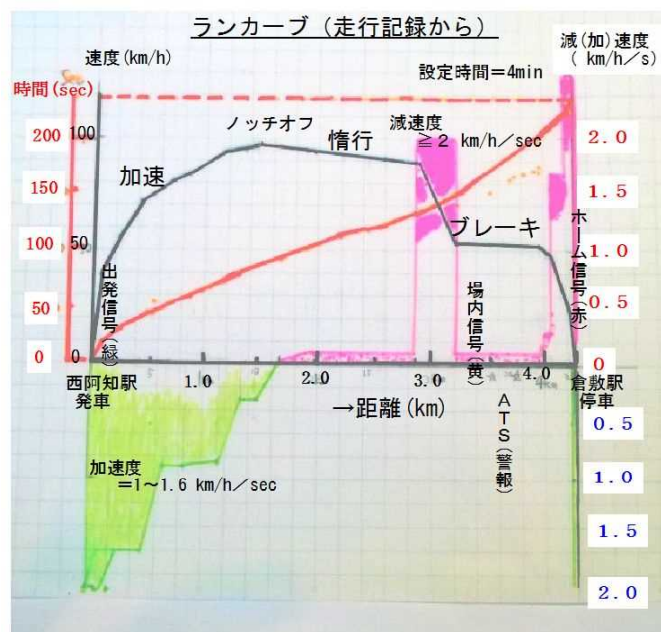 ランカーブ（走行記録から）
速度(km/h)
減(加)速度
( km/h/s)
設定時間=4min
時間(sec)
200
150
100
50
0
100
50
0
ノッチオフ
加速
惰行
減速度
≧2 km/h/sec
ブレーキ
2.0
1.5
1.0
0.5
0
0.5
1.0
1.5
2.0
出発信号(緑)
場内信号(黄)
ホーム信号(赤)
ATS(警報)
西阿知駅
発車
1.0
2.0
3.0
4.0
倉敷駅
停車
→距離(km)
加速度
=1〜1.6 km/h/sec